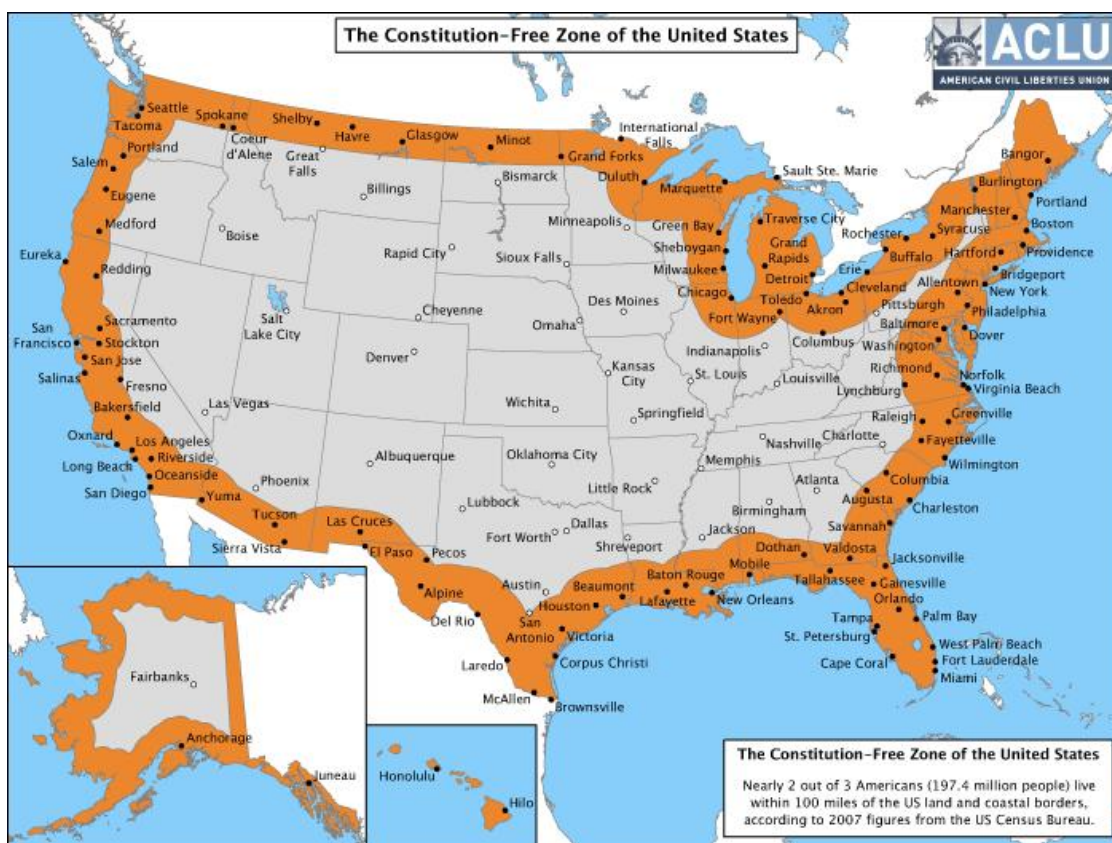 The Constitution-Free Zone of the United States
ACLU
AMERICAN CIVIL LIBERTIES UNION
Seattle
Tacoma
Spokane
Coeur
d'Alene
Shelby
Great
Falls
Havre
Glasgow
Minot
Grand Forks
International
Falls
Duluth
Marquette
Sault Ste. Marie
Bangor
Burlington
Portland
Manchester
Boston
Providence
Portland
Salem
Eugene
Medford
Boise
Billings
Bismarck
Rapid City
Sioux Falls
Minneapolis
Green Bay
Sheboygan
Milwaukee
Chicago
Traverse City
Grand
Rapids
Detroit
Toledo
Fort Wayne
Akron
Cleveland
Erie
Rochester
Buffalo
Syracuse
Hartford
Bridgeport
New York
Allentown
Philadelphia
Pittsburgh
Baltimore
Dover
Washington
Eureka
Redding
Sacramento
San
Francisco
Stockton
San Jose
Salinas
Fresno
Salt
Lake City
Cheyenne
Denver
Omaha
Des Moines
Kansas
City
St. Louis
Indianapolis
Columbus
Louisville
Richmond
Norfolk
Virginia Beach
Lynchburg
Raleigh
Greenville
Fayetteville
Wilmington
Bakersfield
Las Vegas
Oxnard
Los Angeles
Riverside
Long Beach
Oceanside
San Diego
Yuma
Phoenix
Tucson
Sierra Vista
Albuquerque
Las Cruces
El Paso
Wichita
Springfield
Oklahoma City
Little Rock
Memphis
Nashville
Charlotte
Columbia
Atlanta
Augusta
Charleston
Savannah
Birmingham
Jackson
Lubbock
Dallas
Fort Worth
Shreveport
Pecos
Alpine
Del Rio
Austin
San
Antonio
Houston
Beaumont
Baton Rouge
Lafayette
New Orleans
Mobile
Dothan
Valdosta
Tallahassee
Jacksonville
Gainesville
Orlando
Palm Bay
Tampa
St. Petersburg
Cape Coral
West Palm Beach
Fort Lauderdale
Miami
Victoria
Corpus Christi
Laredo
McAllen
Brownsville
Fairbanks
Anchorage
Juneau
Honolulu
Hilo
The Constitution-Free Zone of the United States
Nearly 2 out of 3 Americans (197.4 million people) live
within 100 miles of the US land and coastal borders,
according to 2007 figures from the US Census Bureau.